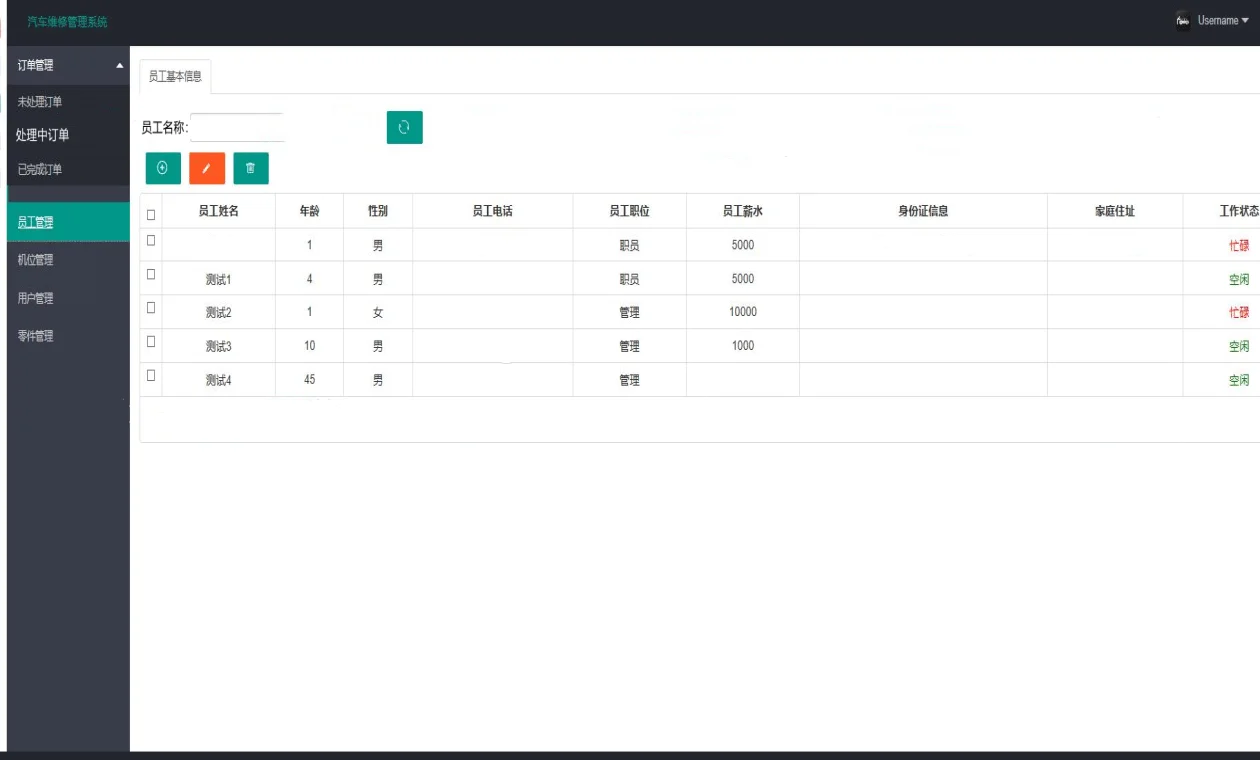 汽车维修管理系统
Username
订单管理
未处理订单
处理中订单
已完成订单
员工管理
机位管理
用户管理
零件管理
员工基本信息
员工名称:
员工姓名 年龄 性别 员工电话 员工职位 员工薪水 身份证信息 家庭住址 工作状态
1 男 职员 5000 忙碌
测试1 4 男 职员 5000 空闲
测试2 1 女 管理 10000 忙碌
测试3 10 男 管理 1000 空闲
测试4 45 男 管理 空闲